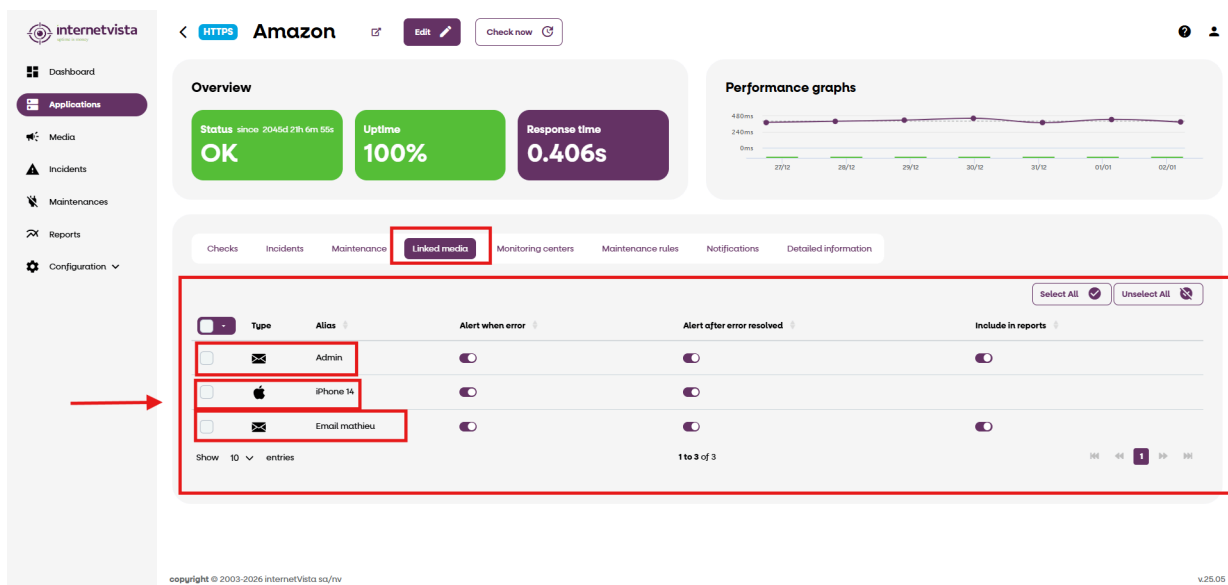 internetvista
HTTPS Amazon Edit Check now
Dashboard
Applications
Media
Incidents
Maintenances
Reports
Configuration
Overview
Status since 2045d 21h 6m 55s
OK
Uptime
100%
Response time
0.406s
Performance graphs
480ms
240ms
0ms
27/12 28/12 29/12 30/12 31/12 01/01 02/01
Checks Incidents Maintenance Linked media Monitoring centers Maintenance rules Notifications Detailed information
Select All Unselect All
Type Alias Alert when error Alert after error resolved Include in reports
Admin
iPhone 14
Email mathieu
Show 10 entries 1 to 3 of 3 1
copyright © 2003-2026 internetVista sa/nv v.25.05